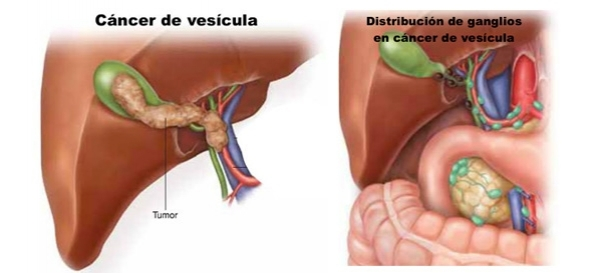 Cáncer de vesícula
Tumor
Distribución de ganglios
en cáncer de vesícula